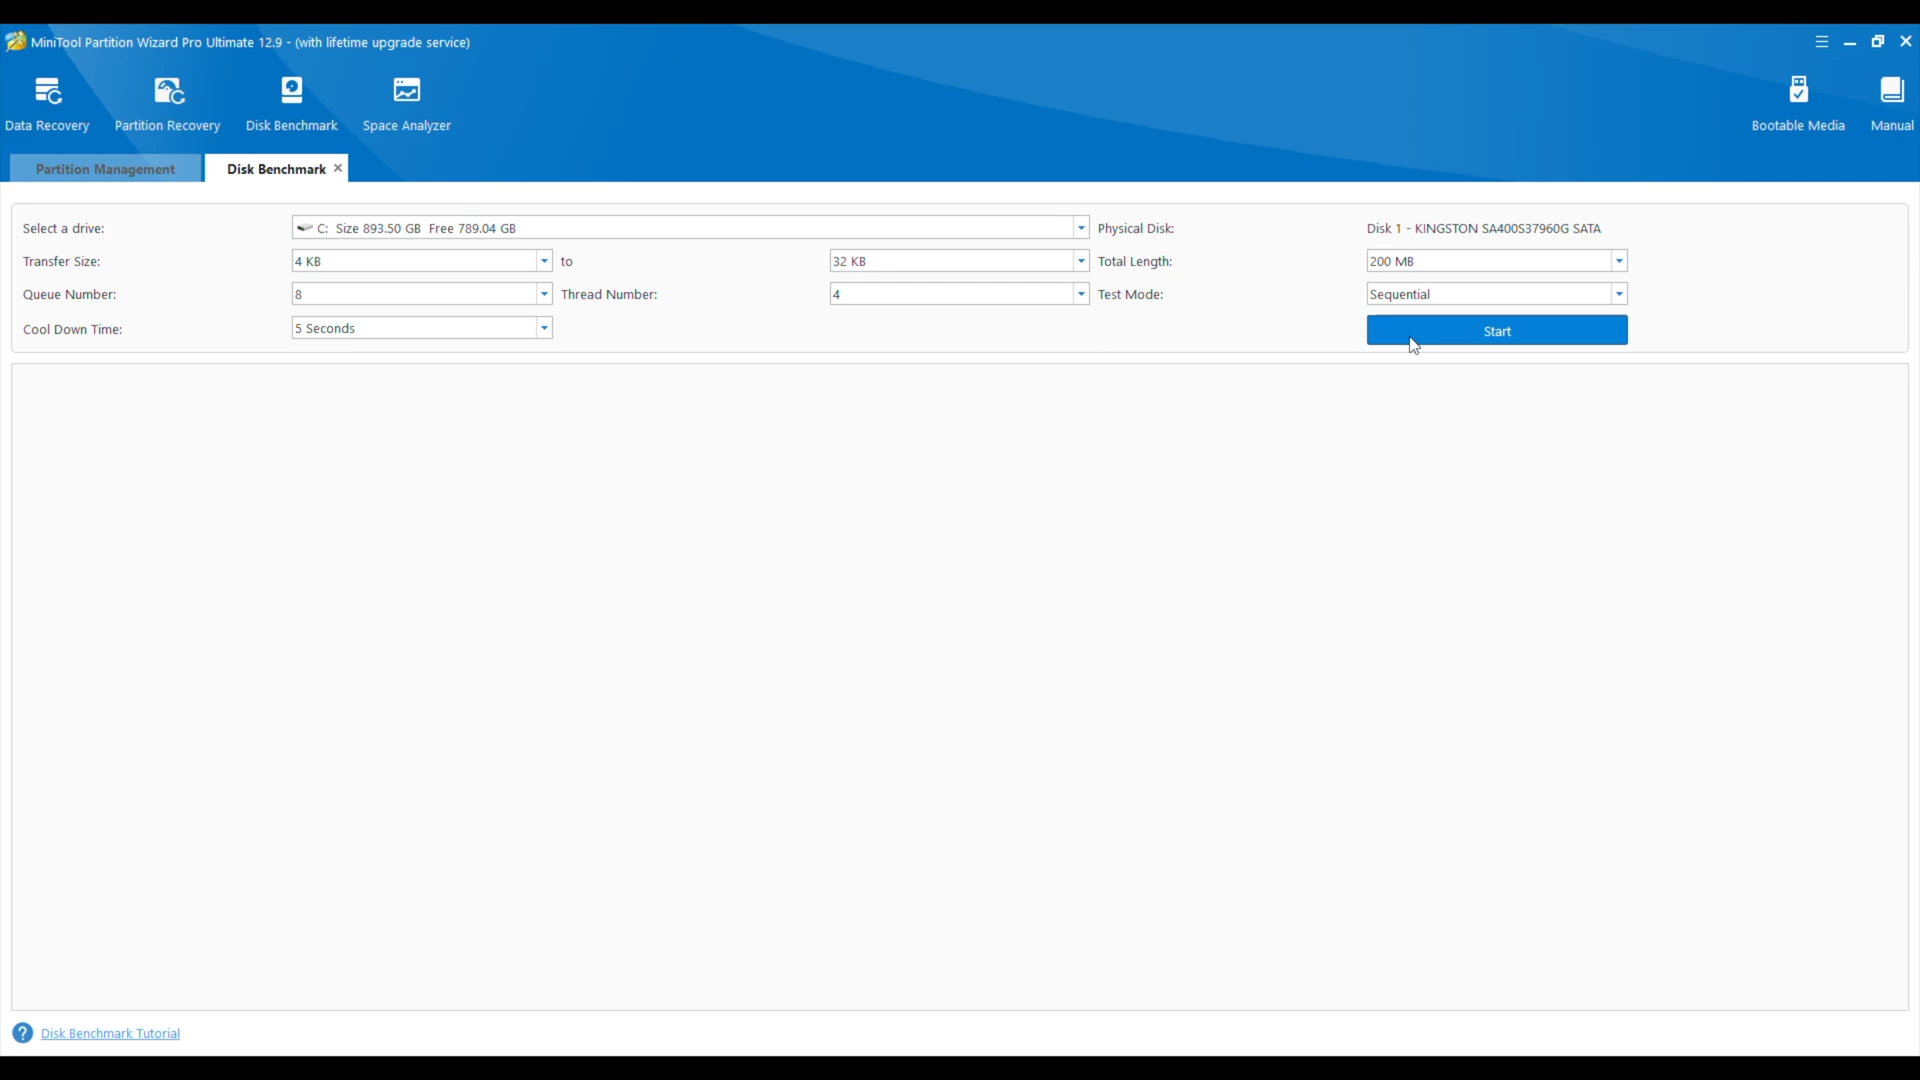 MiniTool Partition Wizard Pro Ultimate 12.9 - (with lifetime upgrade service)
Data Recovery Partition Recovery Disk Benchmark Space Analyzer Bootable Media Manual
Partition Management Disk Benchmark
Select a drive: C: Size 893.50 GB Free 789.04 GB Physical Disk: Disk 1 - KINGSTON SA400S37960G SATA
Transfer Size: 4 KB to 32 KB Total Length: 200 MB
Queue Number: 8 Thread Number: 4 Test Mode: Sequential
Cool Down Time: 5 Seconds Start
? Disk Benchmark Tutorial